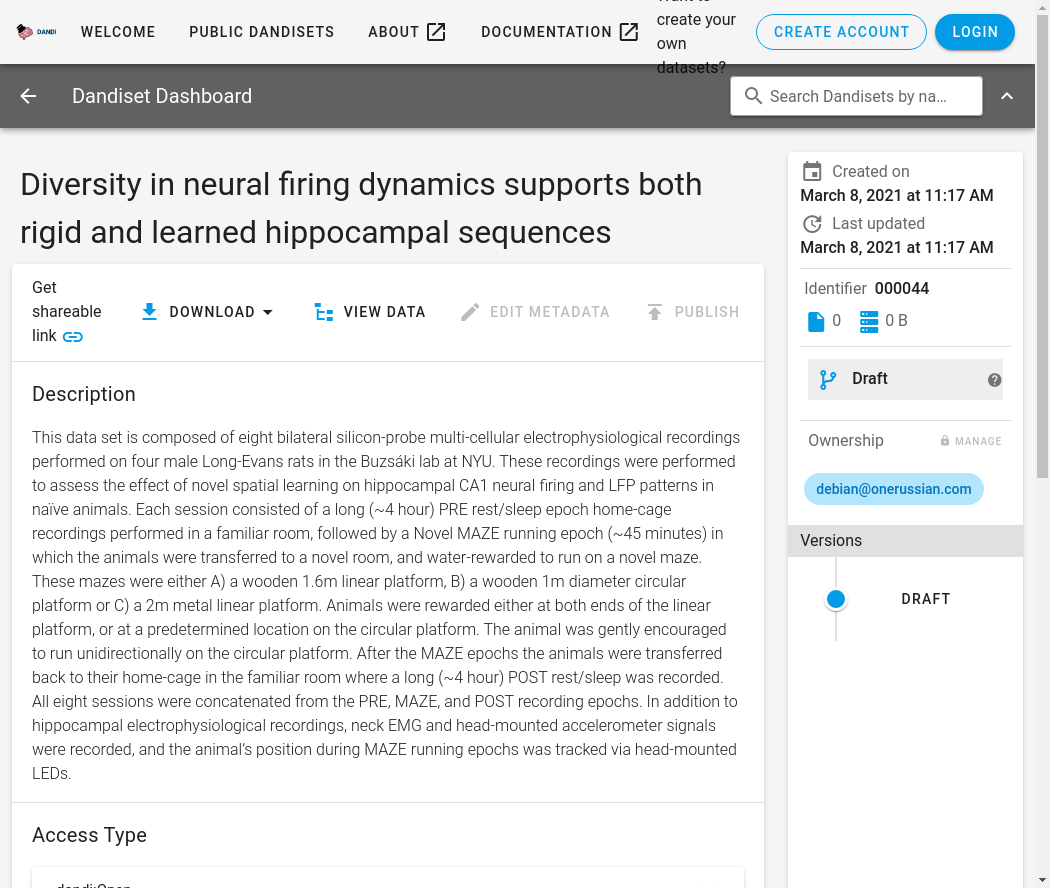 DANDI
WELCOME
PUBLIC DANDISETS
ABOUT
DOCUMENTATION
create your
own
datasets?
CREATE ACCOUNT
LOGIN
Dandiset Dashboard
Search Dandisets by na…
Diversity in neural firing dynamics supports both
rigid and learned hippocampal sequences
Get
shareable
link
DOWNLOAD
VIEW DATA
EDIT METADATA
PUBLISH
Description
This data set is composed of eight bilateral silicon-probe multi-cellular electrophysiological recordings
performed on four male Long-Evans rats in the Buzsáki lab at NYU. These recordings were performed
to assess the effect of novel spatial learning on hippocampal CA1 neural firing and LFP patterns in
naïve animals. Each session consisted of a long (~4 hour) PRE rest/sleep epoch home-cage
recordings performed in a familiar room, followed by a Novel MAZE running epoch (~45 minutes) in
which the animals were transferred to a novel room, and water-rewarded to run on a novel maze.
These mazes were either A) a wooden 1.6m linear platform, B) a wooden 1m diameter circular
platform or C) a 2m metal linear platform. Animals were rewarded either at both ends of the linear
platform, or at a predetermined location on the circular platform. The animal was gently encouraged
to run unidirectionally on the circular platform. After the MAZE epochs the animals were transferred
back to their home-cage in the familiar room where a long (~4 hour) POST rest/sleep was recorded.
All eight sessions were concatenated from the PRE, MAZE, and POST recording epochs. In addition to
hippocampal electrophysiological recordings, neck EMG and head-mounted accelerometer signals
were recorded, and the animal’s position during MAZE running epochs was tracked via head-mounted
LEDs.
Access Type
Created on
March 8, 2021 at 11:17 AM
Last updated
March 8, 2021 at 11:17 AM
Identifier 000044
0
0 B
Draft
Ownership
MANAGE
debian@onerussian.com
Versions
DRAFT